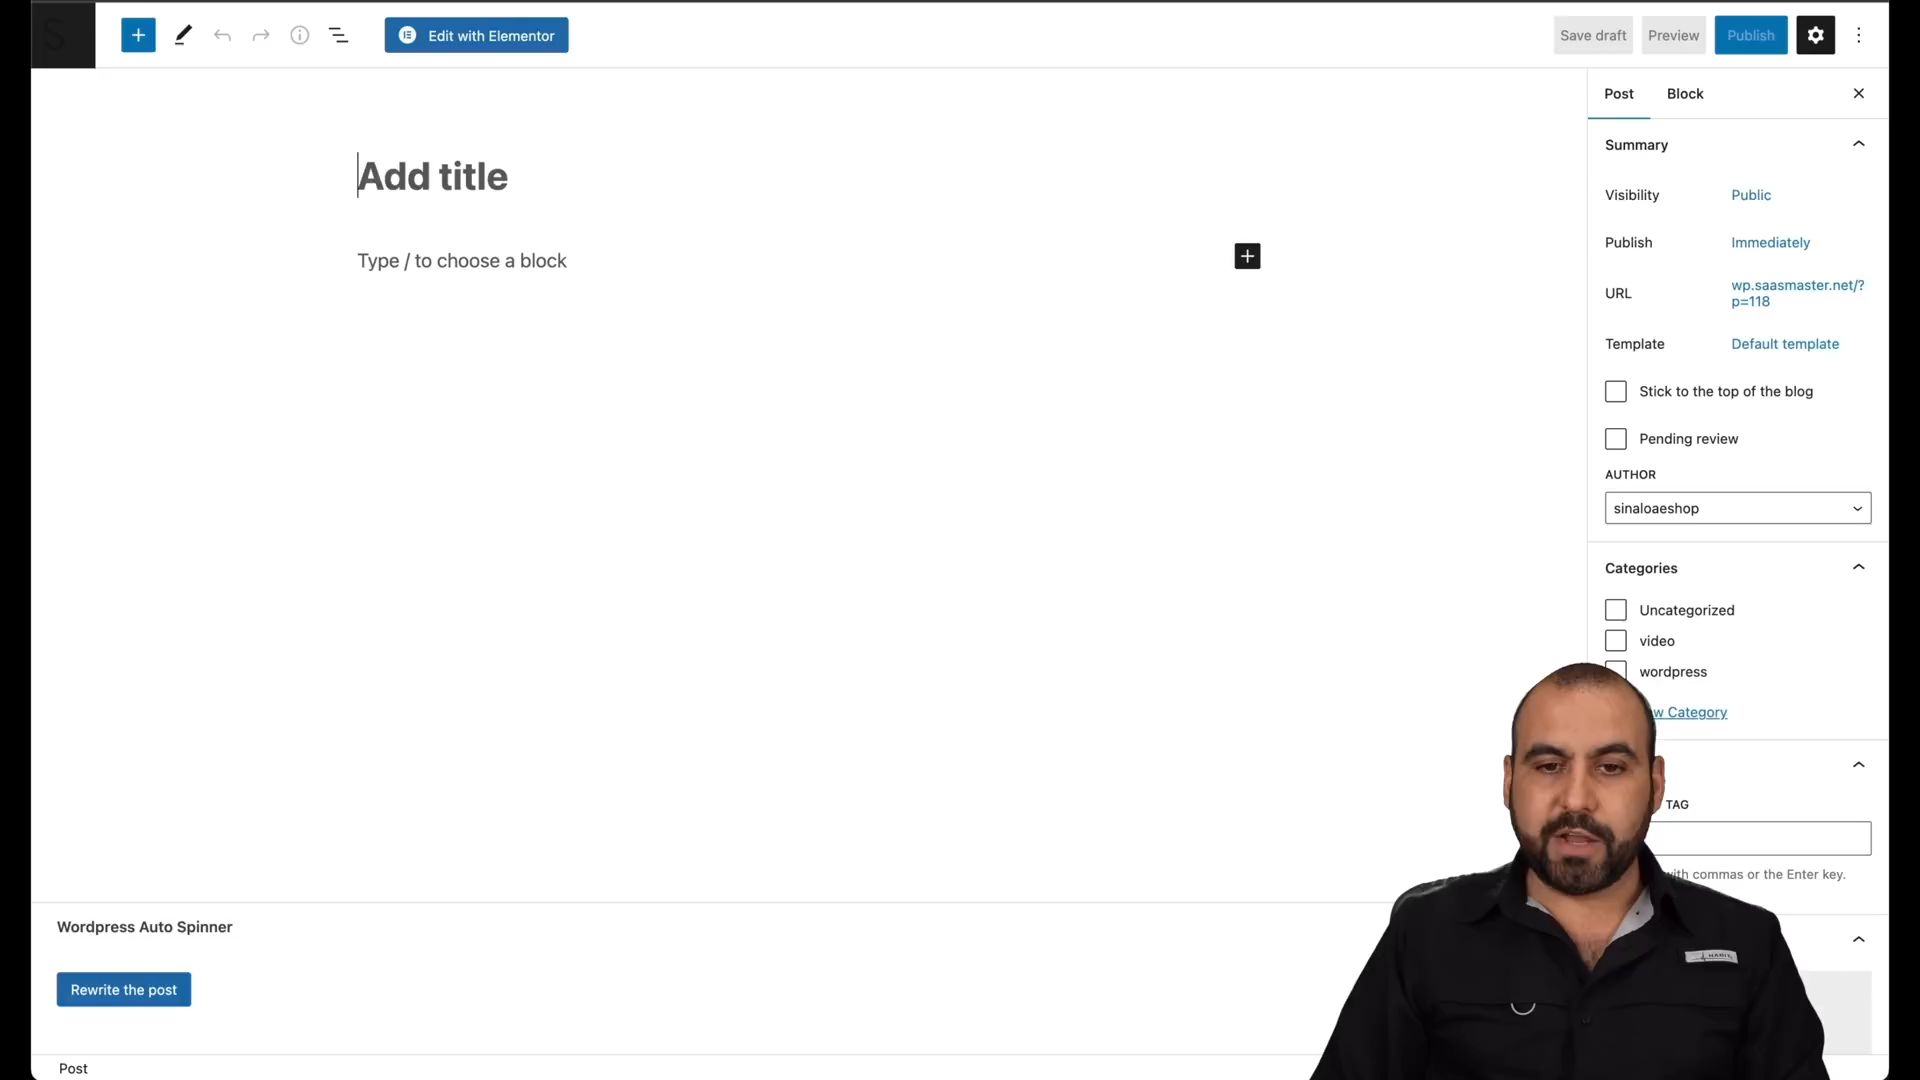 S
Edit with Elementor
Save draft
Preview
Publish
Post
Block
Add title
Type / to choose a block
Summary
Visibility
Public
Publish
Immediately
URL
wp.saasmaster.net/?
p=118
Template
Default template
Stick to the top of the blog
Pending review
AUTHOR
sinaloaeshop
Categories
Uncategorized
video
wordpress
Category
TAG
with commas or the Enter key.
Wordpress Auto Spinner
Rewrite the post
Post